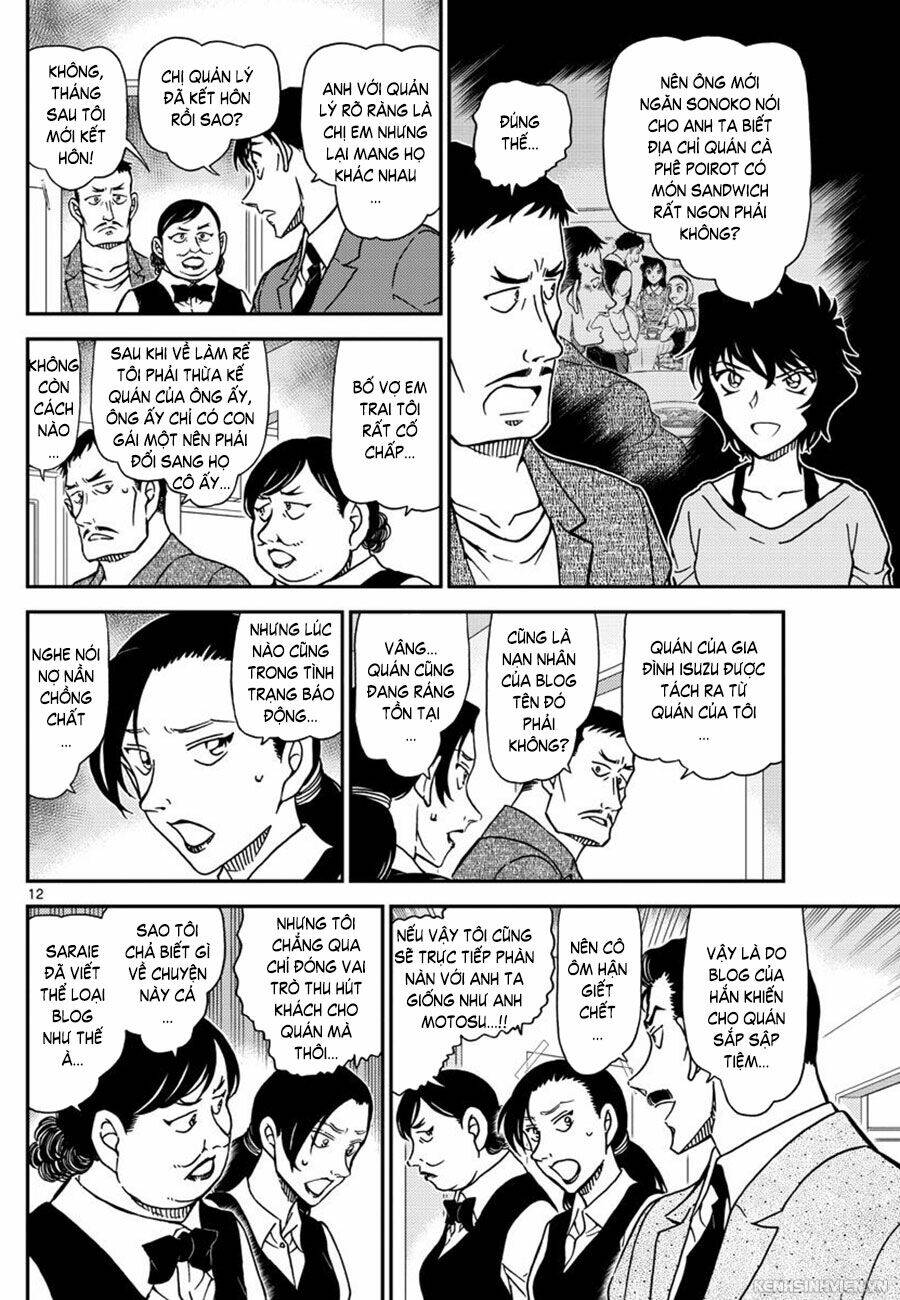 NÊN ÔNG MỚI
NGĂN SONOKO NÓI
CHO ANH TA BIẾT
ĐỊA CHỈ QUÁN CÀ
PHÊ POIROT CÓ
MÓN SANDWICH
RẤT NGON PHẢI
KHÔNG?
ĐÚNG
THẾ...
ANH VỚI QUẢN
LÝ RÕ RÀNG LÀ
CHỊ EM NHƯNG
LẠI MANG HỌ
KHÁC NHAU
...
CHỊ QUẢN LÝ
ĐÃ KẾT HÔN
RỒI SAO?
KHÔNG,
THÁNG
SAU TÔI
MỚI KẾT
HÔN!
BỐ VỢ EM
TRAI TÔI
RẤT CỐ
CHẤP...
SAU KHI VỀ LÀM RỂ
TÔI PHẢI THỪA KẾ
QUÁN CỦA ÔNG ẤY,
ÔNG ẤY CHỈ CÓ CON
GÁI MỘT NÊN PHẢI
ĐỔI SANG HỌ
CÔ ẤY...
KHÔNG
CÒN
CÁCH
NÀO
...
QUÁN CỦA GIA
ĐÌNH ISUZU ĐƯỢC
TÁCH RA TỪ
QUÁN CỦA TÔI
...
CŨNG LÀ
NẠN NHÂN
CỦA BLOG
TÊN ĐÓ
PHẢI
KHÔNG?
VÂNG...
QUÁN CŨNG
ĐANG RÁNG
TỒN TẠI
...
NHƯNG LÚC
NÀO CŨNG
TRONG TÌNH
TRẠNG BÁO
ĐỘNG...
NGHE NÓI
NỢ NẦN
CHỒNG
CHẤT
...
12
VẬY LÀ DO
BLOG CỦA
HẮN KHIẾN
CHO QUÁN
SẮP SẬP
TIỆM.
NÊN CÔ
ÔM HẬN
GIẾT
CHẾT
...
NẾU VẬY TÔI CŨNG
SẼ TRỰC TIẾP PHÀN
NÀN VỚI ANH TA
GIỐNG NHƯ ANH
MOTOSU...!!
NHƯNG TÔI
CHẲNG QUA
CHỈ ĐÓNG VAI
TRÒ THU HÚT
KHÁCH CHO
QUÁN MÀ
THÔI...
SAO TÔI
CHẢ BIẾT GÌ
VỀ CHUYỆN
NÀY CẢ
...
SARAIE
ĐÃ VIẾT
THỂ LOẠI
BLOG
NHƯ THẾ
À...
KENHSINHVIEN.VN